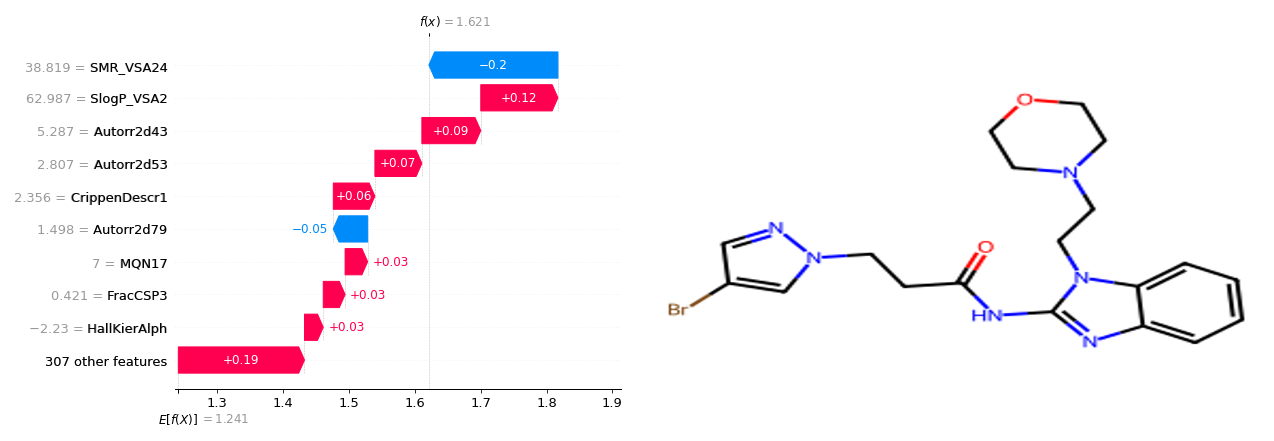 f(x) = 1.621
38.819 = SMR_VSA24
−0.2
62.987 = SlogP_VSA2
+0.12
5.287 = Autorr2d43
+0.09
2.807 = Autorr2d53
+0.07
2.356 = CrippenDescr1
+0.06
1.498 = Autorr2d79
−0.05
7 = MQN17
+0.03
0.421 = FracCSP3
+0.03
−2.23 = HallKierAlph
+0.03
307 other features
+0.19
1.3 1.4 1.5 1.6 1.7 1.8 1.9
E[f(X)] = 1.241
O
N
N
N
O
N
Br
HN
N